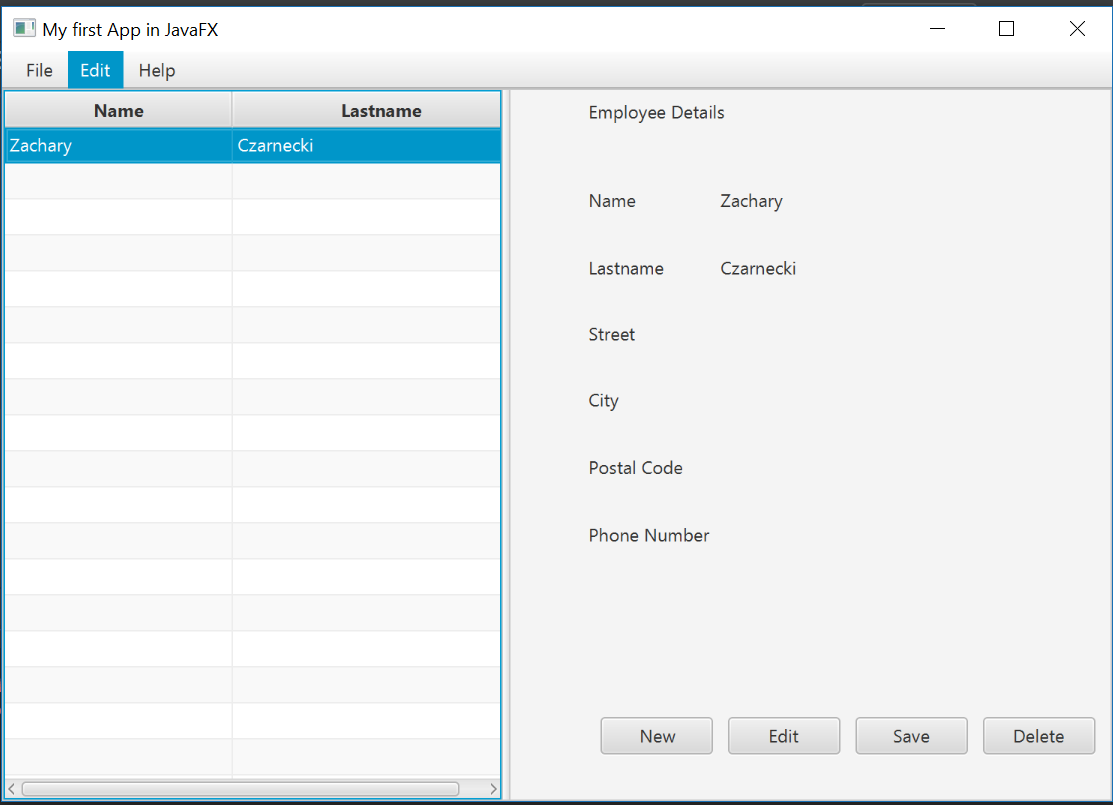 My first App in JavaFX
File Edit Help
Name Lastname
Zachary Czarnecki
Employee Details
Name Zachary
Lastname Czarnecki
Street
City
Postal Code
Phone Number
New Edit Save Delete